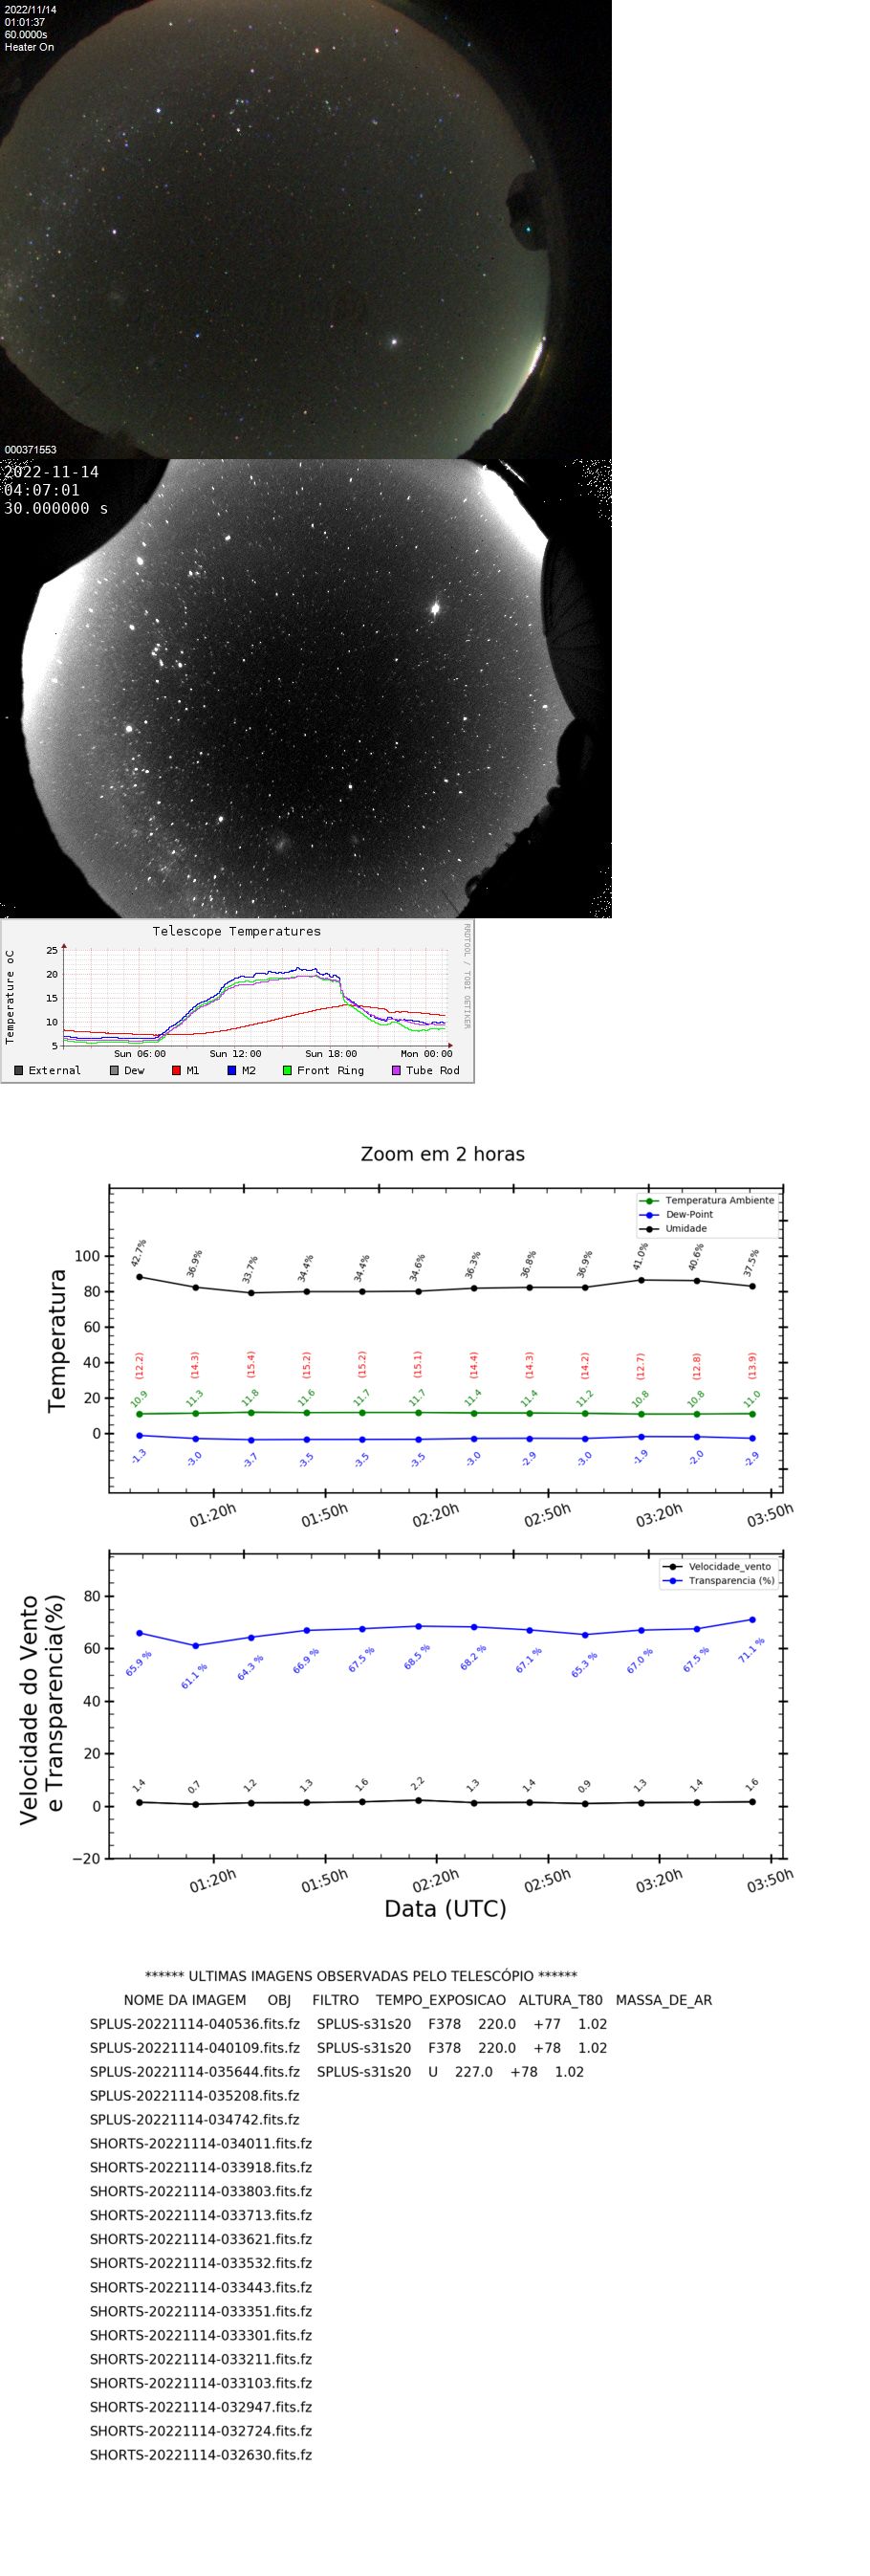 2022/11/14
01:01:37
60.0000s
Heater On
000371553
2022-11-14
04:07:01
30.000000 s
Telescope Temperatures
RRDTOOL / TOBI OETIKER
Temperature oC
25
20
15
10
5
Sun 06:00 Sun 12:00 Sun 18:00 Mon 00:00
External Dew M1 M2 Front Ring Tube Rod
Zoom em 2 horas
Temperatura Ambiente
Dew-Point
Umidade
Temperatura
100
80
60
40
20
0
42.7% 36.9% 33.7% 34.4% 34.4% 34.6% 36.3% 36.8% 36.9% 41.0% 40.6% 37.5%
(12.2) (14.3) (15.4) (15.2) (15.2) (15.1) (14.4) (14.3) (14.2) (12.7) (12.8) (13.9)
10.9 11.3 11.8 11.6 11.7 11.7 11.4 11.4 11.2 10.8 10.8 11.0
-1.3 -3.0 -3.7 -3.5 -3.5 -3.5 -3.0 -2.9 -3.0 -1.9 -2.0 -2.9
01:20h 01:50h 02:20h 02:50h 03:20h 03:50h
Velocidade_vento
Transparencia (%)
Velocidade do Vento
e Transparencia(%)
80
60
40
20
0
−20
65.9 % 61.1 % 64.3 % 66.9 % 67.5 % 68.5 % 68.2 % 67.1 % 65.3 % 67.0 % 67.5 % 71.1 %
1.4 0.7 1.2 1.3 1.6 2.2 1.3 1.4 0.9 1.3 1.4 1.6
01:20h 01:50h 02:20h 02:50h 03:20h 03:50h
Data (UTC)
****** ULTIMAS IMAGENS OBSERVADAS PELO TELESCÓPIO ******
NOME DA IMAGEM OBJ FILTRO TEMPO_EXPOSICAO ALTURA_T80 MASSA_DE_AR
SPLUS-20221114-040536.fits.fz SPLUS-s31s20 F378 220.0 +77 1.02
SPLUS-20221114-040109.fits.fz SPLUS-s31s20 F378 220.0 +78 1.02
SPLUS-20221114-035644.fits.fz SPLUS-s31s20 U 227.0 +78 1.02
SPLUS-20221114-035208.fits.fz
SPLUS-20221114-034742.fits.fz
SHORTS-20221114-034011.fits.fz
SHORTS-20221114-033918.fits.fz
SHORTS-20221114-033803.fits.fz
SHORTS-20221114-033713.fits.fz
SHORTS-20221114-033621.fits.fz
SHORTS-20221114-033532.fits.fz
SHORTS-20221114-033443.fits.fz
SHORTS-20221114-033351.fits.fz
SHORTS-20221114-033301.fits.fz
SHORTS-20221114-033211.fits.fz
SHORTS-20221114-033103.fits.fz
SHORTS-20221114-032947.fits.fz
SHORTS-20221114-032724.fits.fz
SHORTS-20221114-032630.fits.fz